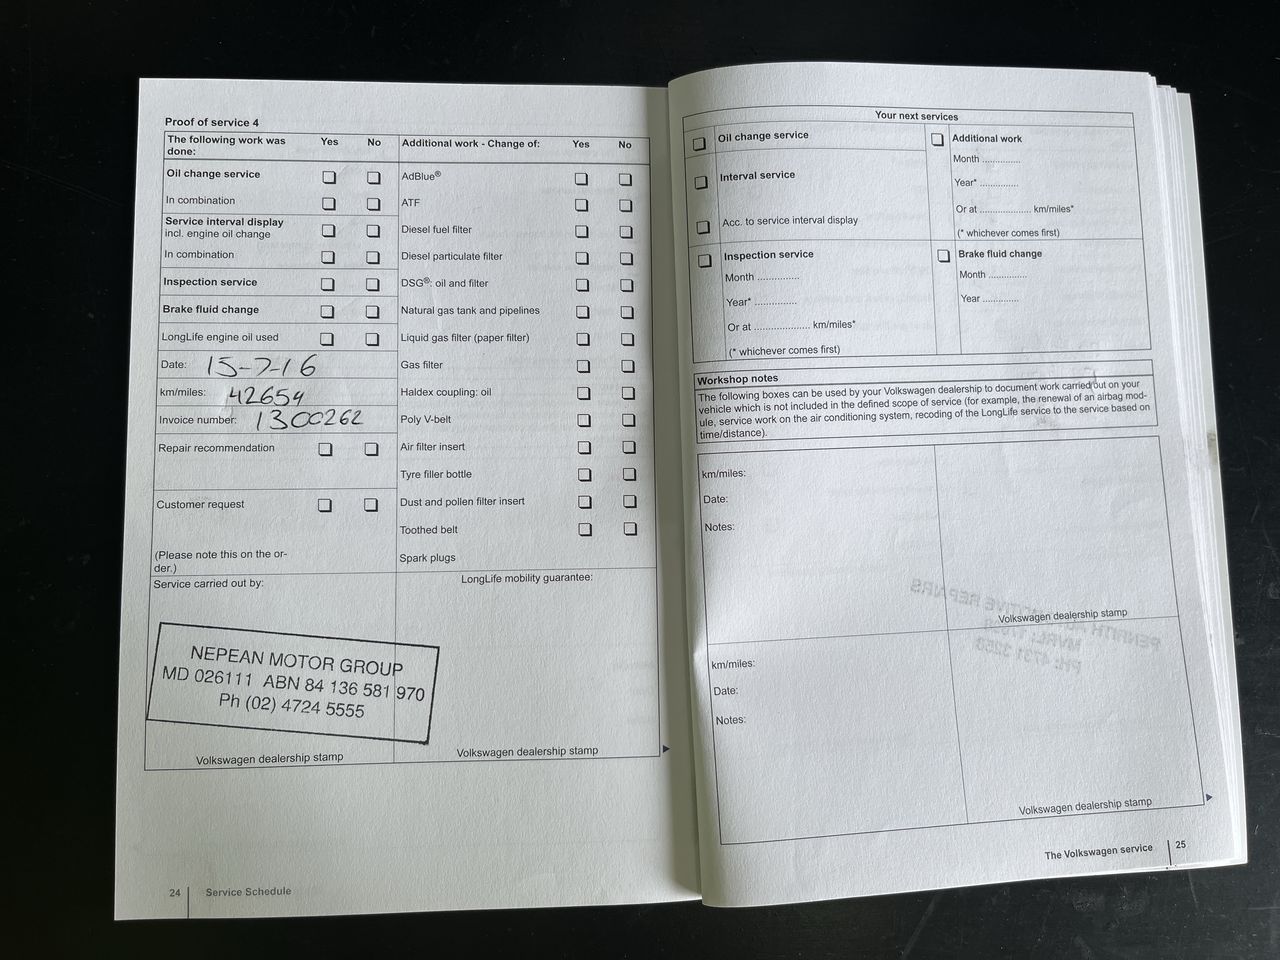 Proof of service 4
The following work was done: Yes No
Oil change service
In combination
Service interval display
incl. engine oil change
In combination
Inspection service
Brake fluid change
LongLife engine oil used
Date: 15-7-16
km/miles: 42654
Invoice number: 1300262
Repair recommendation
Customer request
(Please note this on the or-
der.)
Service carried out by:
NEPEAN MOTOR GROUP
MD 026111 ABN 84 136 581 970
Ph (02) 4724 5555
Volkswagen dealership stamp
Additional work - Change of: Yes No
AdBlue®
ATF
Diesel fuel filter
Diesel particulate filter
DSG®: oil and filter
Natural gas tank and pipelines
Liquid gas filter (paper filter)
Gas filter
Haldex coupling: oil
Poly V-belt
Air filter insert
Tyre filler bottle
Dust and pollen filter insert
Toothed belt
Spark plugs
LongLife mobility guarantee:
Volkswagen dealership stamp
24 Service Schedule
Your next services
Oil change service
Interval service
Acc. to service interval display
Additional work
Month ..............
Year* ..............
Or at .................... km/miles*
(* whichever comes first)
Inspection service
Month ...............
Year* ...............
Or at .................... km/miles*
(* whichever comes first)
Brake fluid change
Month ..............
Year .............
Workshop notes
The following boxes can be used by your Volkswagen dealership to document work carried out on your
vehicle which is not included in the defined scope of service (for example, the renewal of an airbag mod-
ule, service work on the air conditioning system, recoding of the LongLife service to the service based on
time/distance).
km/miles:
Date:
Notes:
Volkswagen dealership stamp
km/miles:
Date:
Notes:
Volkswagen dealership stamp
The Volkswagen service 25